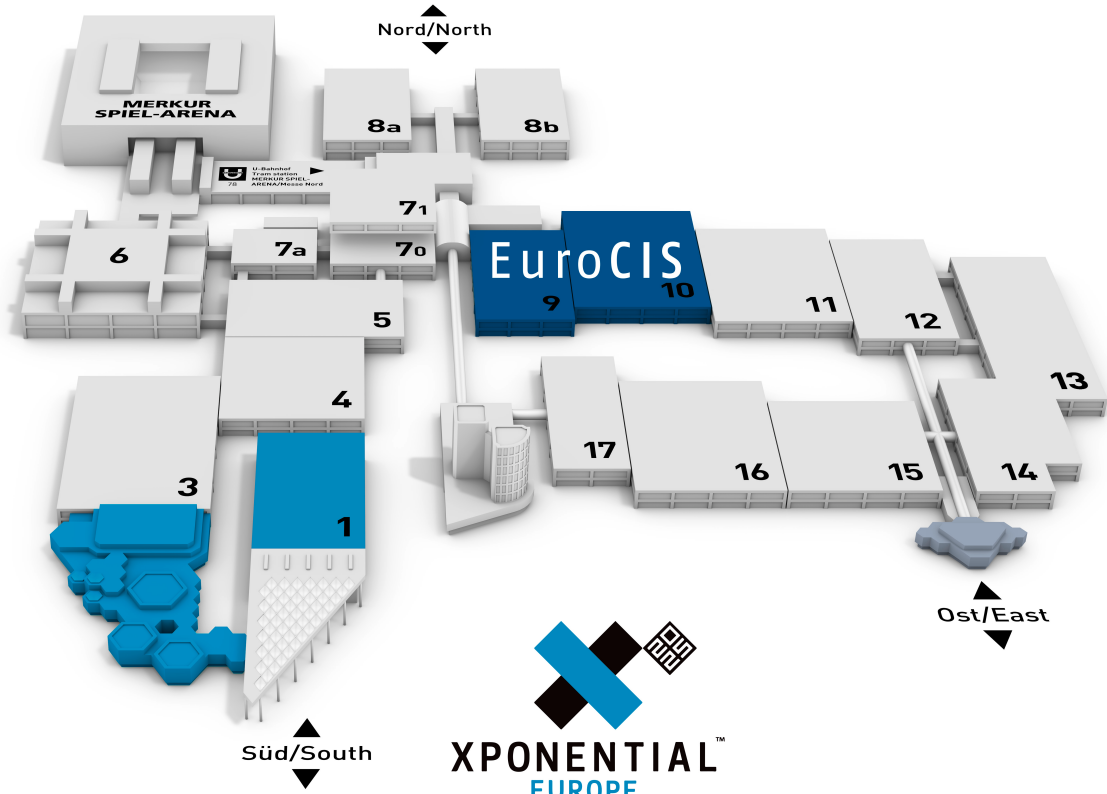 Nord/North
MERKUR
SPIEL-ARENA
8a
8b
U
78
U-Bahnhof
Tram station
MERKUR SPIEL-
ARENA/Messe Nord
71
6
7a
70
EuroCIS
9
10
11
12
5
13
4
17
16
15
14
3
1
Ost/East
Süd/South
XPONENTIAL™
EUROPE